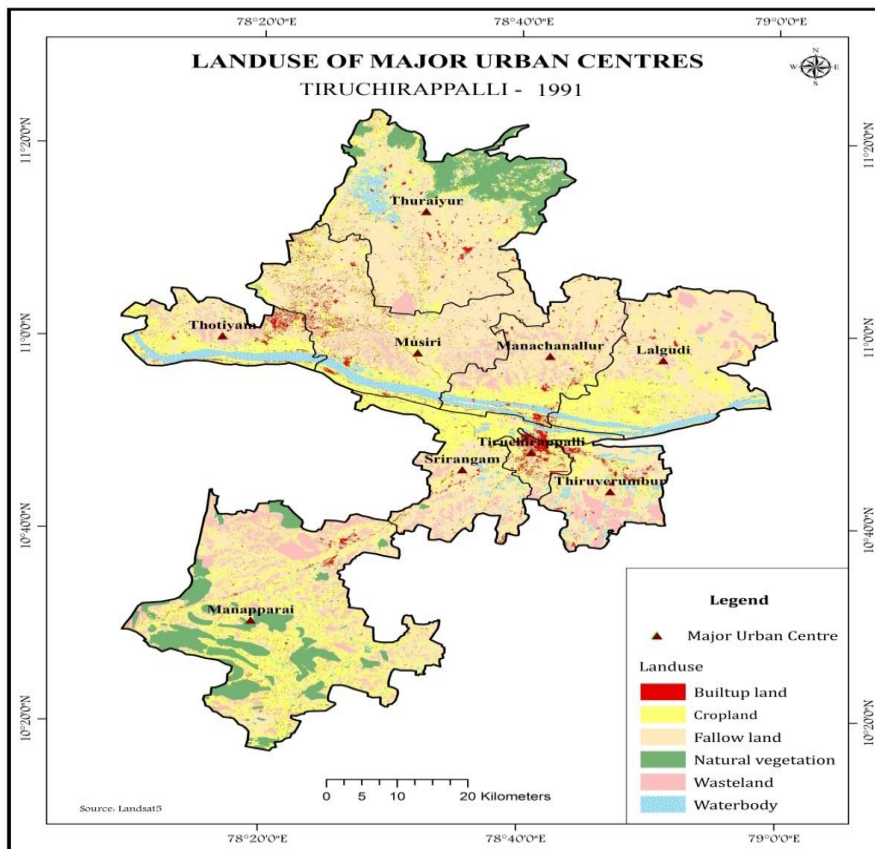 78°20'0"E
78°40'0"E
79°0'0"E
LANDUSE OF MAJOR URBAN CENTRES
TIRUCHIRAPPALLI - 1991
N
W E
S
11°20'0"N
11°20'0"N
Thuraiyur
11°0'0"N
11°0'0"N
Thotiyam
Musiri
Manachanallur
Lalgudi
Tiruchirappalli
Srirangam
Thiruverumbur
10°40'0"N
10°40'0"N
Manapparai
10°20'0"N
10°20'0"N
Legend
Major Urban Centre
Landuse
Builtup land
Cropland
Fallow land
Natural vegetation
Wasteland
Waterbody
0 5 10 20 Kilometers
Source: Landsat5
78°20'0"E
78°40'0"E
79°0'0"E